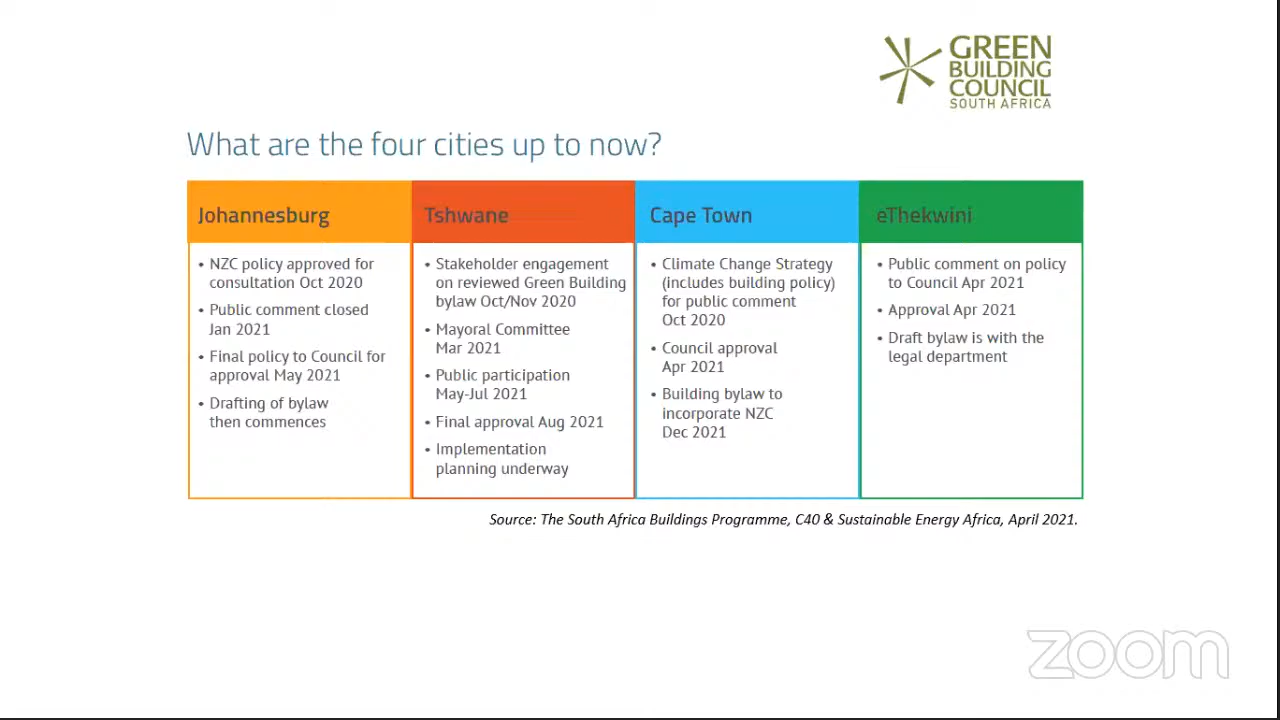 GREEN
BUILDING
COUNCIL
SOUTH AFRICA
What are the four cities up to now?
Johannesburg
• NZC policy approved for
consultation Oct 2020
• Public comment closed
Jan 2021
• Final policy to Council for
approval May 2021
• Drafting of bylaw
then commences
Tshwane
• Stakeholder engagement
on reviewed Green Building
bylaw Oct/Nov 2020
• Mayoral Committee
Mar 2021
• Public participation
May-Jul 2021
• Final approval Aug 2021
• Implementation
planning underway
Cape Town
• Climate Change Strategy
(includes building policy)
for public comment
Oct 2020
• Council approval
Apr 2021
• Building bylaw to
incorporate NZC
Dec 2021
eThekwini
• Public comment on policy
to Council Apr 2021
• Approval Apr 2021
• Draft bylaw is with the
legal department
Source: The South Africa Buildings Programme, C40 & Sustainable Energy Africa, April 2021.
zoom